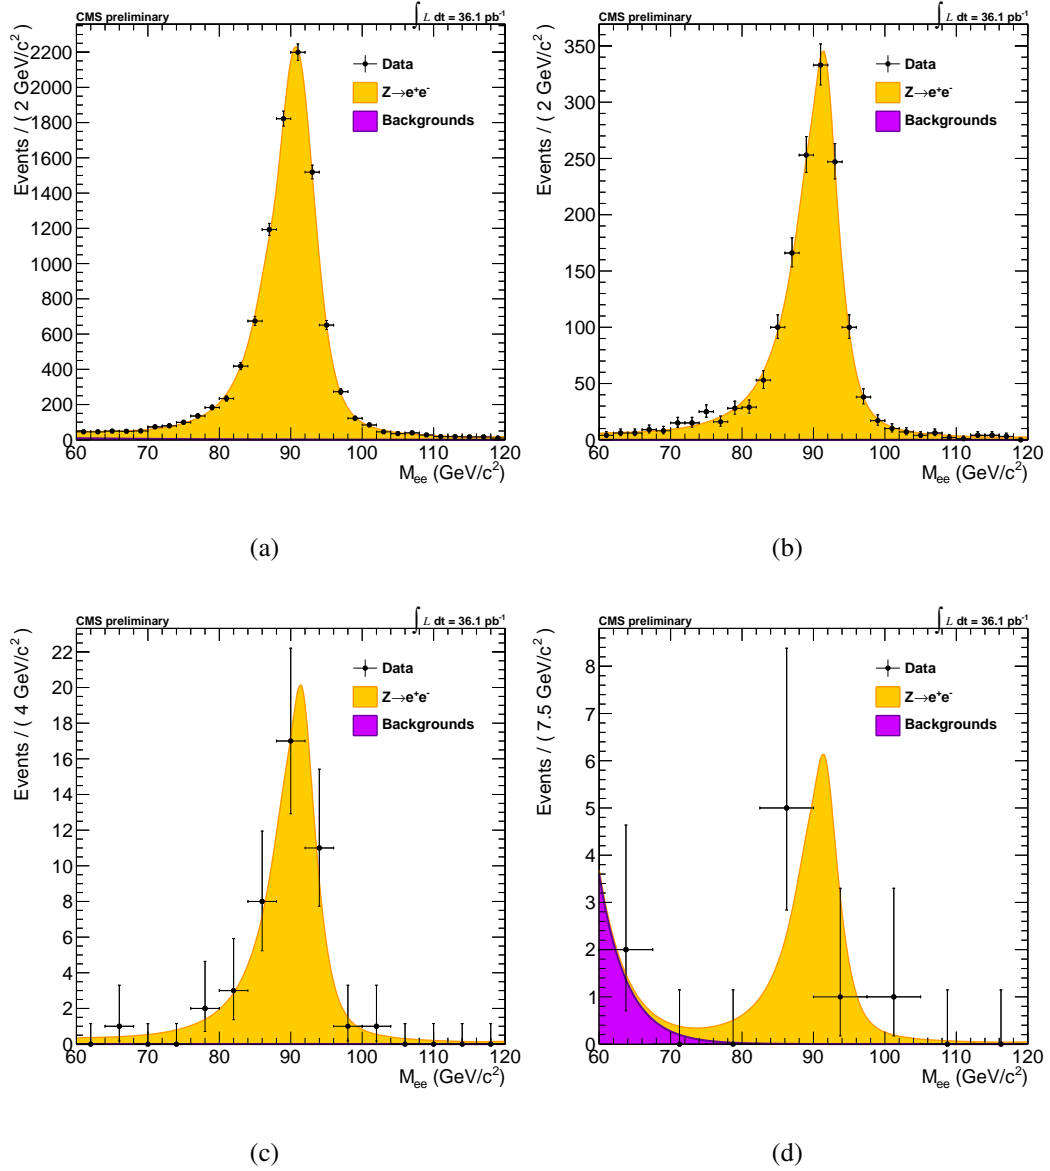 CMS preliminary
∫ L dt = 36.1 pb⁻¹
Events / ( 2 GeV/c² )
2200
2000
1800
1600
1400
1200
1000
800
600
400
200
0
Data
Z→e⁺e⁻
Backgrounds
60 70 80 90 100 110 120
M_ee (GeV/c²)
(a)
CMS preliminary
∫ L dt = 36.1 pb⁻¹
Events / ( 2 GeV/c² )
350
300
250
200
150
100
50
0
Data
Z→e⁺e⁻
Backgrounds
60 70 80 90 100 110 120
M_ee (GeV/c²)
(b)
CMS preliminary
∫ L dt = 36.1 pb⁻¹
Events / ( 4 GeV/c² )
22
20
18
16
14
12
10
8
6
4
2
0
Data
Z→e⁺e⁻
Backgrounds
60 70 80 90 100 110 120
M_ee (GeV/c²)
(c)
CMS preliminary
∫ L dt = 36.1 pb⁻¹
Events / ( 7.5 GeV/c² )
8
7
6
5
4
3
2
1
0
Data
Z→e⁺e⁻
Backgrounds
60 70 80 90 100 110 120
M_ee (GeV/c²)
(d)